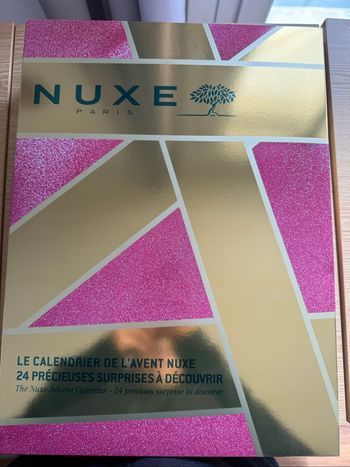 NUXE
PARIS
LE CALENDRIER DE L'AVENT NUXE
24 PRÉCIEUSES SURPRISES À DÉCOUVRIR
The Nuxe Advent Calendar - 24 precious surprise to discover